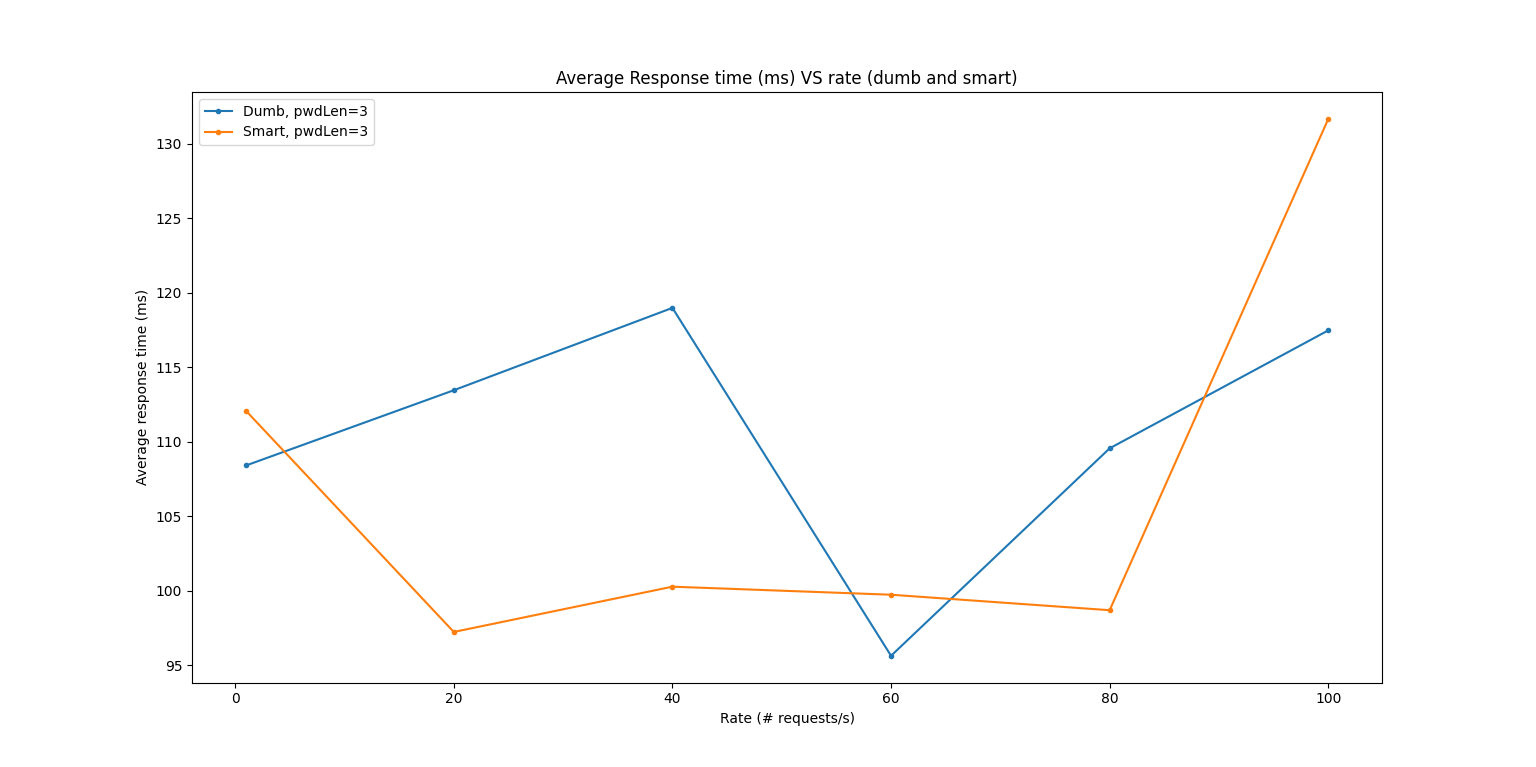 Average Response time (ms) VS rate (dumb and smart)
Dumb, pwdLen=3
Smart, pwdLen=3
130
125
120
115
110
105
100
95
Average response time (ms)
0 20 40 60 80 100
Rate (# requests/s)